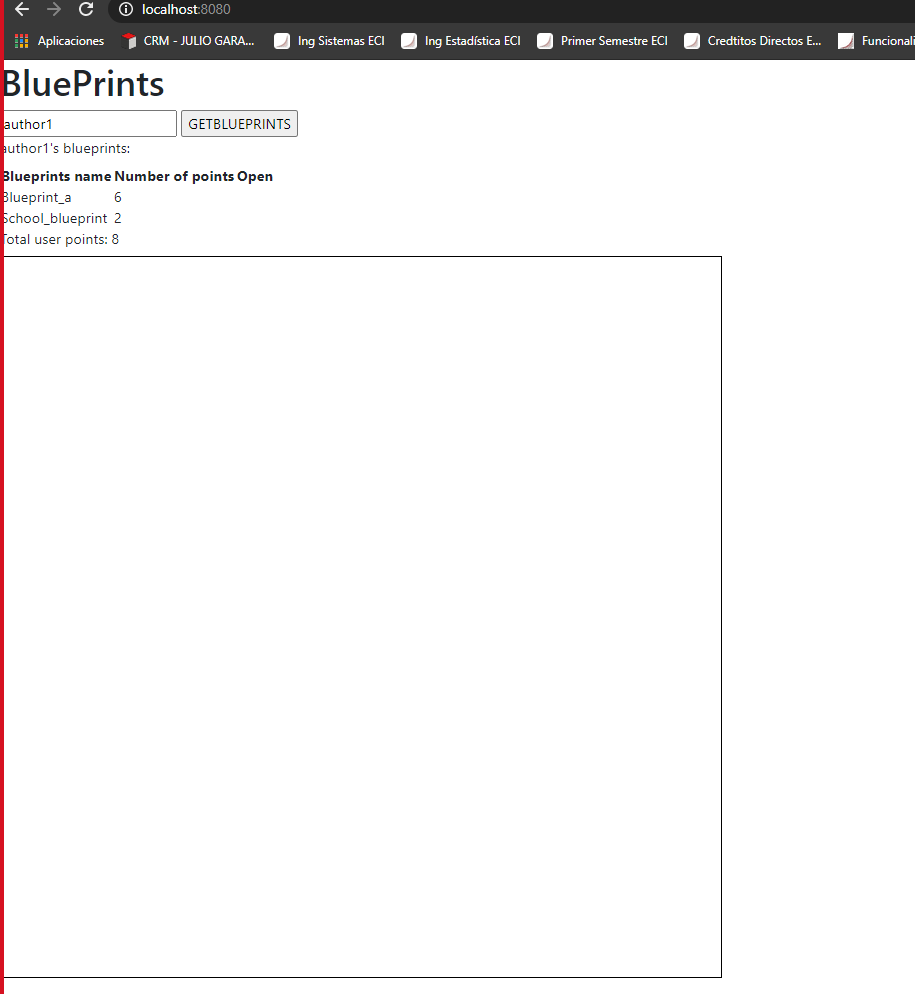 localhost:8080
Aplicaciones CRM - JULIO GARA... Ing Sistemas ECI Ing Estadística ECI Primer Semestre ECI Credtitos Directos E... Funcionali
BluePrints
author1 GETBLUEPRINTS
author1's blueprints:
Blueprints name Number of points Open
Blueprint_a 6
School_blueprint 2
Total user points: 8